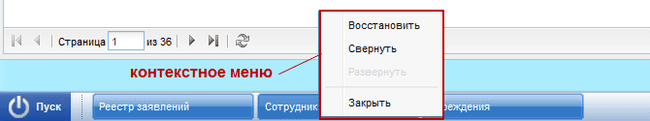 Восстановить
Страница 1 из 36
Свернуть
контекстное меню
Развернуть
Закрыть
Пуск
Реестр заявлений
Сотрудник
реждения